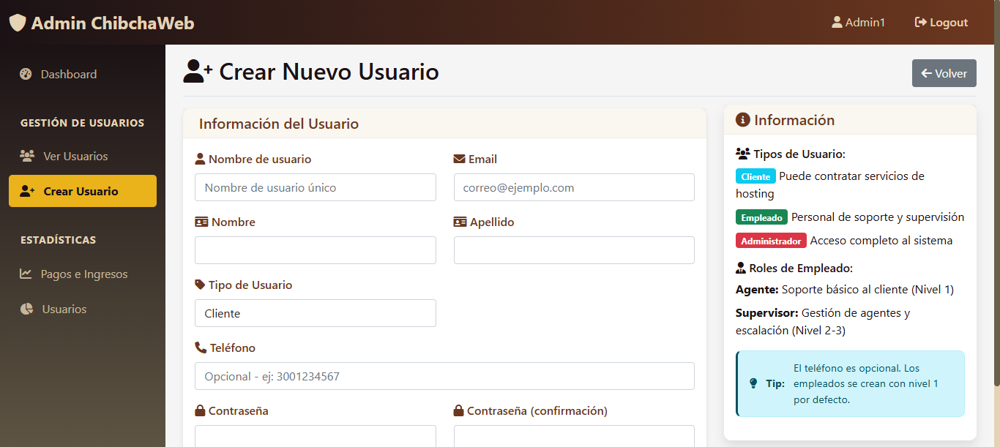 Admin ChibchaWeb
Admin1
Logout
Dashboard
GESTIÓN DE USUARIOS
Ver Usuarios
Crear Usuario
ESTADÍSTICAS
Pagos e Ingresos
Usuarios
Crear Nuevo Usuario
Volver
Información del Usuario
Nombre de usuario
Email
Nombre de usuario único
correo@ejemplo.com
Nombre
Apellido
Tipo de Usuario
Cliente
Teléfono
Opcional - ej: 3001234567
Contraseña
Contraseña (confirmación)
Información
Tipos de Usuario:
Cliente Puede contratar servicios de
hosting
Empleado Personal de soporte y supervisión
Administrador Acceso completo al sistema
Roles de Empleado:
Agente: Soporte básico al cliente (Nivel 1)
Supervisor: Gestión de agentes y
escalación (Nivel 2-3)
Tip:
El teléfono es opcional. Los
empleados se crean con nivel 1
por defecto.